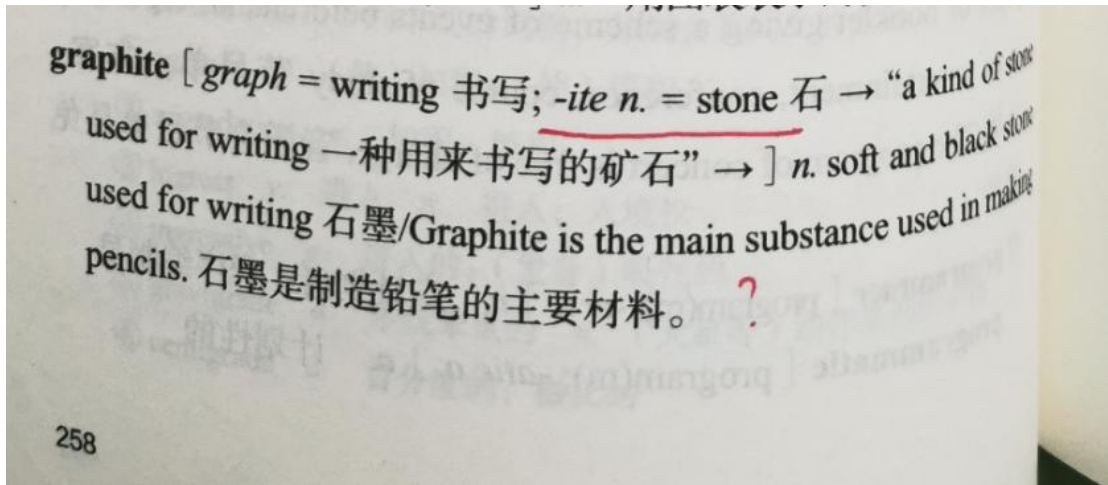 graphite [ graph = writing 书写; -ite n. = stone 石 → “a kind of stone
used for writing 一种用来书写的矿石” → ] n. soft and black stone
used for writing 石墨/Graphite is the main substance used in making
pencils. 石墨是制造铅笔的主要材料。 ?
258